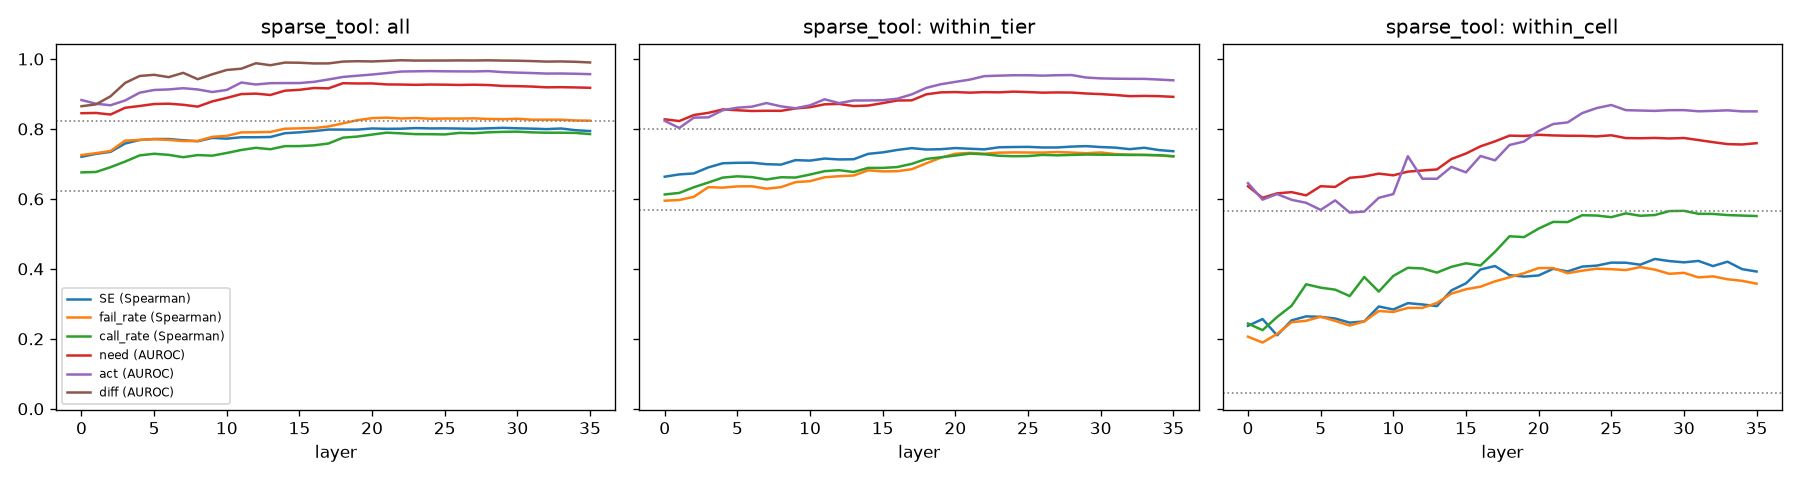 sparse_tool: all
sparse_tool: within_tier
sparse_tool: within_cell
1.0
0.8
0.6
0.4
0.2
0.0
SE (Spearman)
fail_rate (Spearman)
call_rate (Spearman)
need (AUROC)
act (AUROC)
diff (AUROC)
0 5 10 15 20 25 30 35
0 5 10 15 20 25 30 35
0 5 10 15 20 25 30 35
layer
layer
layer